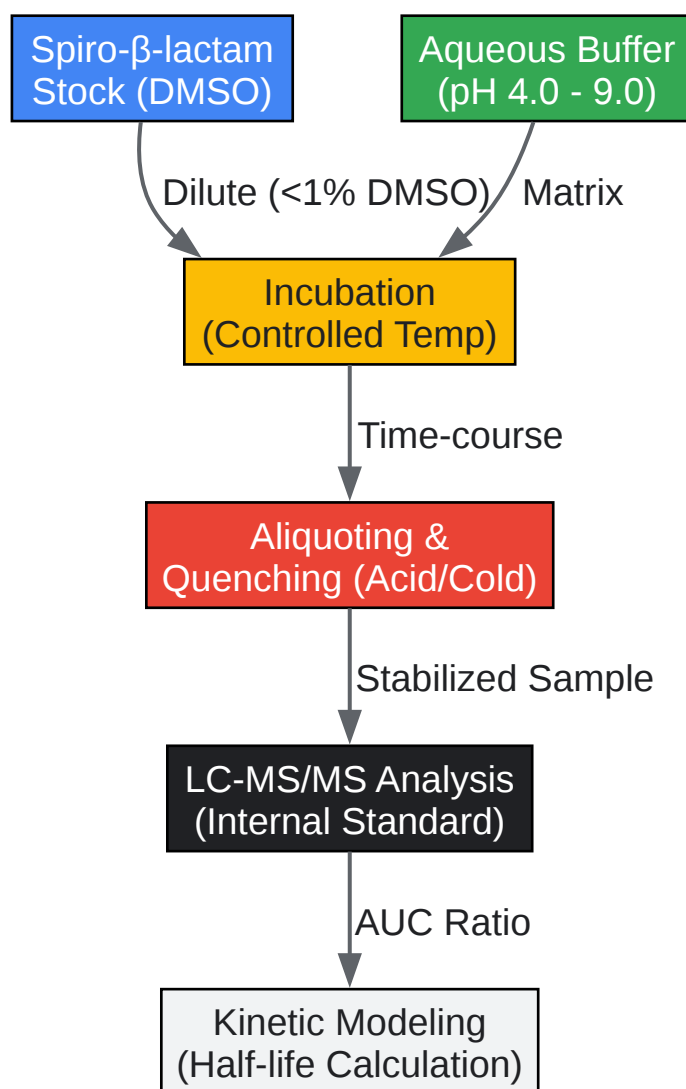 Spiro-β-lactam
Stock (DMSO)
Aqueous Buffer
(pH 4.0 - 9.0)
Dilute (<1% DMSO)
Matrix
Incubation
(Controlled Temp)
Time-course
Aliquoting &
Quenching (Acid/Cold)
Stabilized Sample
LC-MS/MS Analysis
(Internal Standard)
AUC Ratio
Kinetic Modeling
(Half-life Calculation)